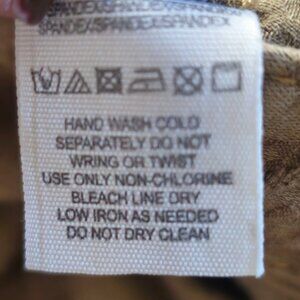 SPANDEX/SPANDEX/SPANDEX
HAND WASH COLD
SEPARATELY DO NOT
WRING OR TWIST
USE ONLY NON-CHLORINE
BLEACH LINE DRY
LOW IRON AS NEEDED
DO NOT DRY CLEAN